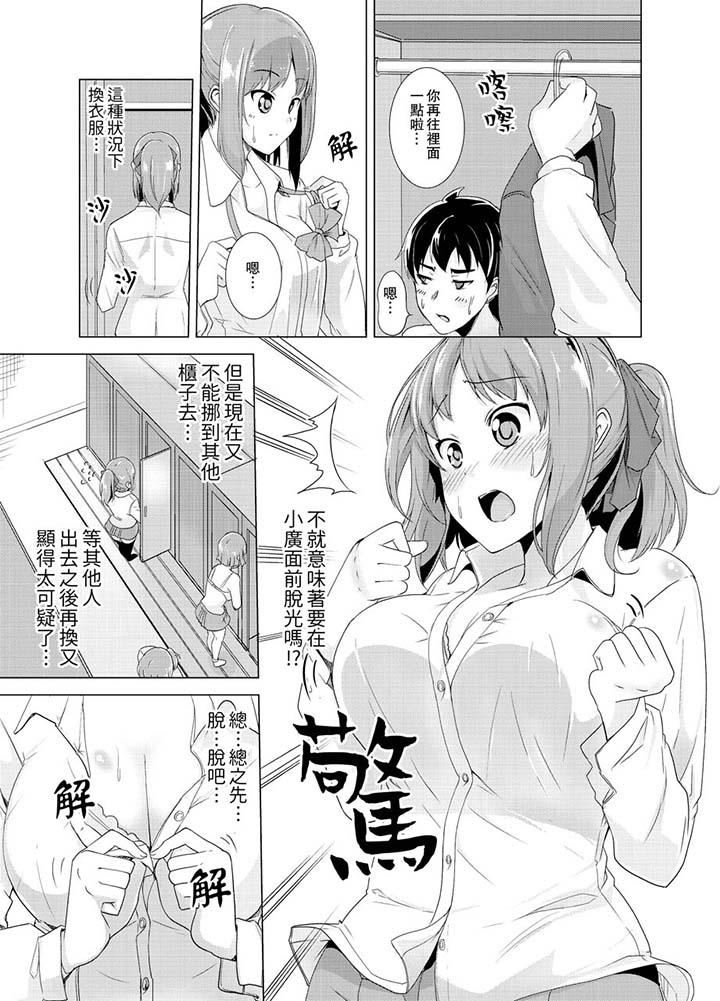 喀嚓
你再往裡面
一點啦…
嗯…
解
嗯…
這種狀況下
換衣服…
沙
沙
不就意味著要在
小廣面前脫光嗎!?
驚
但是現在又
不能挪到其他
櫃子去…
等其他人
出去之後再換又
顯得太可疑了…
總…總之先…
脫…脫吧…
解
解